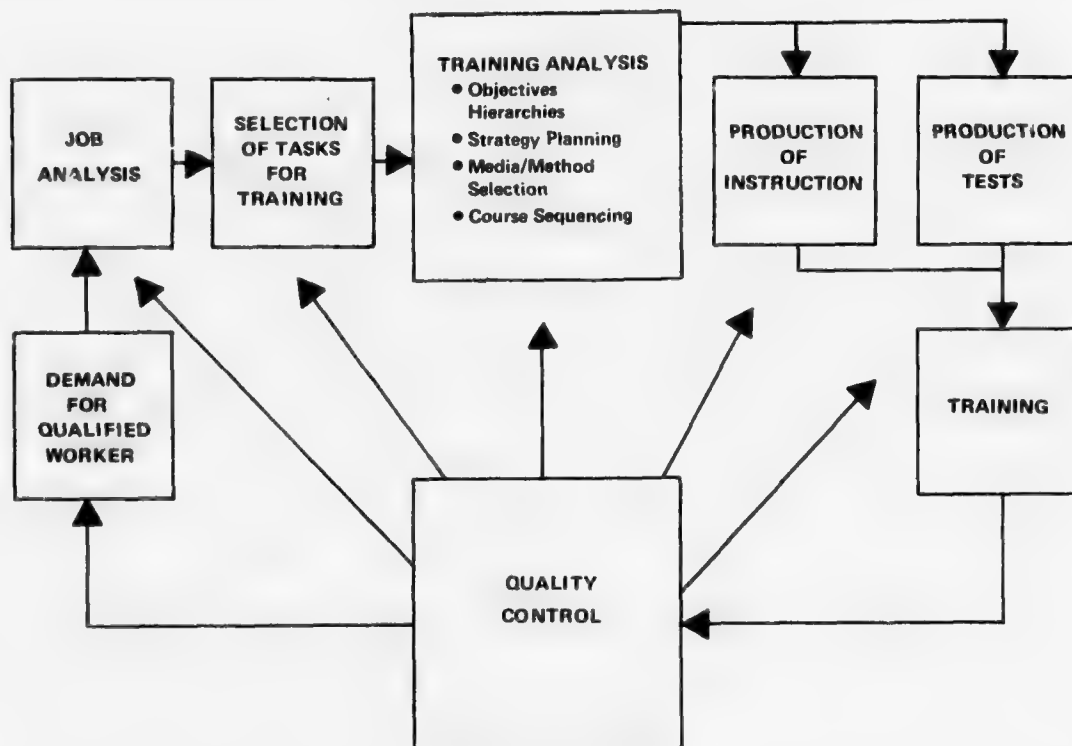 JOB
ANALYSIS
SELECTION
OF TASKS
FOR
TRAINING
TRAINING ANALYSIS
• Objectives
Hierarchies
• Strategy Planning
• Media/Method
Selection
• Course Sequencing
PRODUCTION
OF
INSTRUCTION
PRODUCTION
OF
TESTS
DEMAND
FOR
QUALIFIED
WORKER
TRAINING
QUALITY
CONTROL